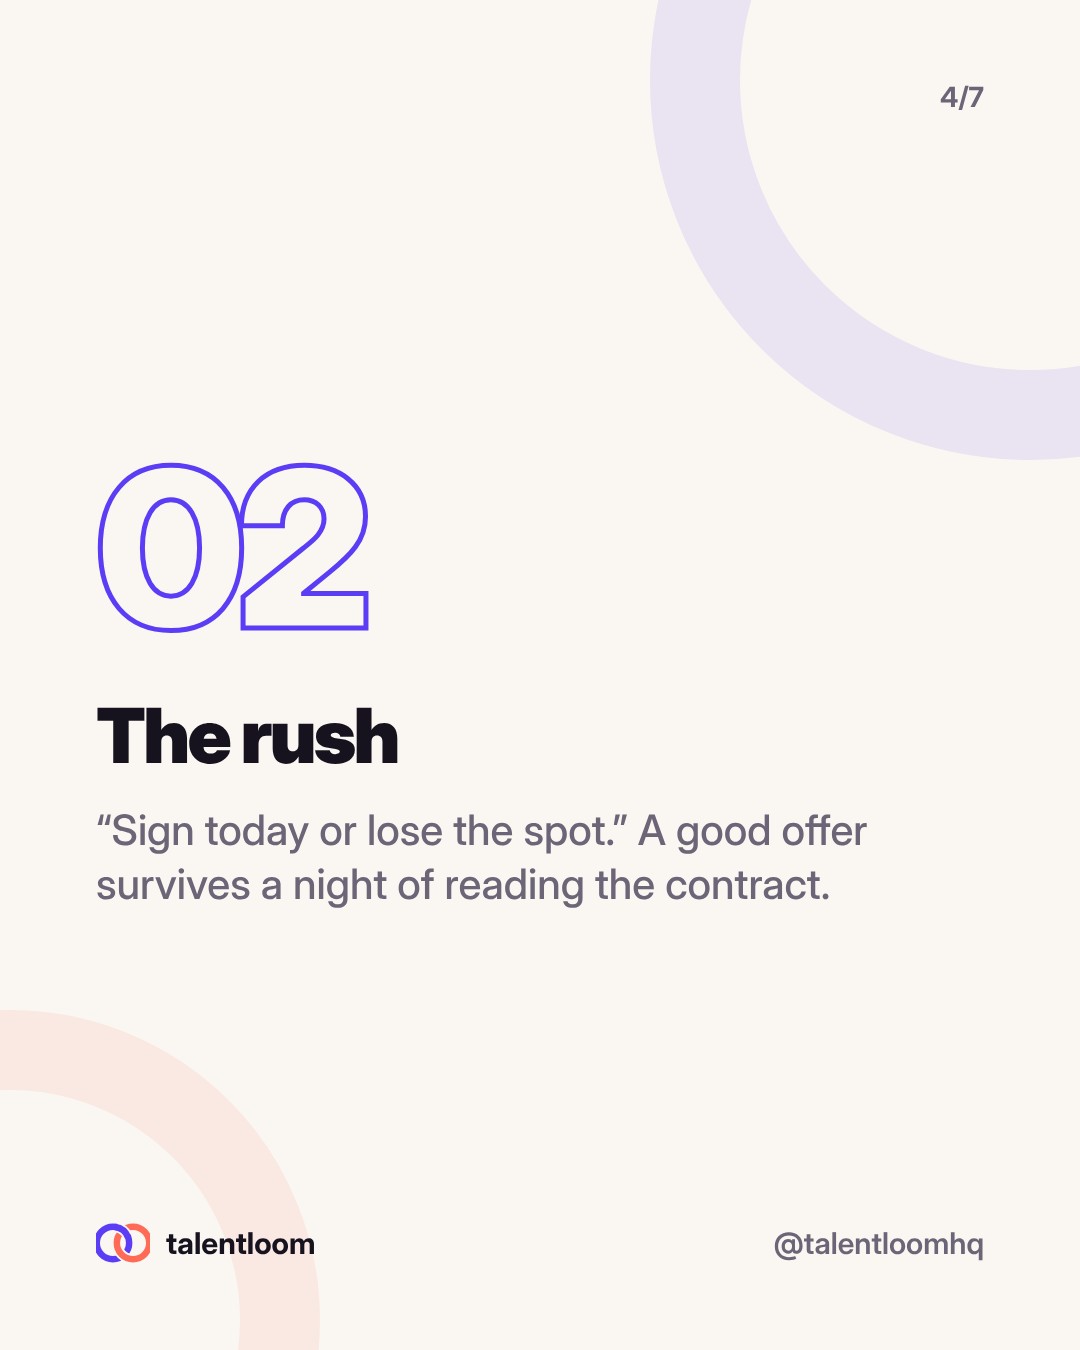 4/7
02
The rush
“Sign today or lose the spot.” A good offer
survives a night of reading the contract.
talentloom
@talentloomhq